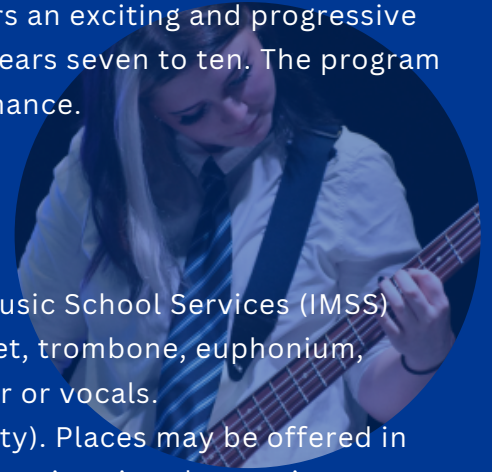 rs an exciting and progressive
ears seven to ten. The program
nance.
usic School Services (IMSS)
et, trombone, euphonium,
r or vocals.
ty). Places may be offered in